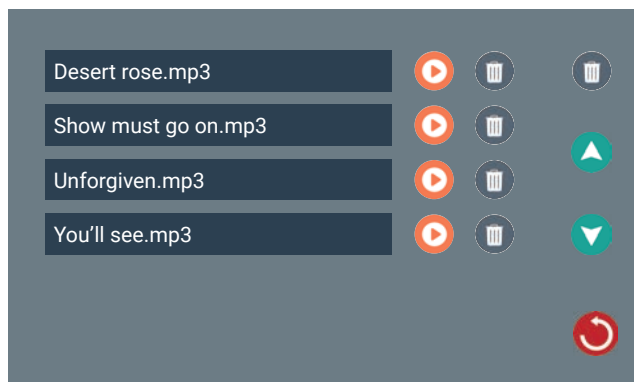 Desert rose.mp3
Show must go on.mp3
Unforgiven.mp3
You’ll see.mp3